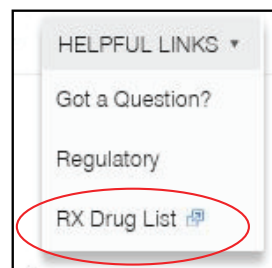 HELPFUL LINKS ▾
Got a Question?
Regulatory
RX Drug List